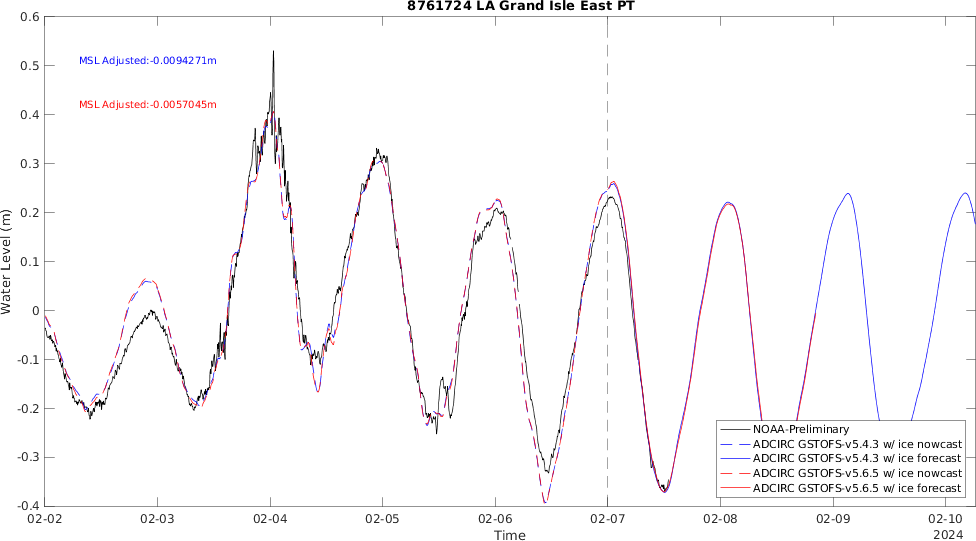 8761724 LA Grand Isle East PT
MSL Adjusted:-0.0094271m
MSL Adjusted:-0.0057045m
Water Level (m)
0.6
0.5
0.4
0.3
0.2
0.1
0
-0.1
-0.2
-0.3
-0.4
NOAA-Preliminary
ADCIRC GSTOFS-v5.4.3 w/ ice nowcast
ADCIRC GSTOFS-v5.4.3 w/ ice forecast
ADCIRC GSTOFS-v5.6.5 w/ ice nowcast
ADCIRC GSTOFS-v5.6.5 w/ ice forecast
02-02 02-03 02-04 02-05 02-06 02-07 02-08 02-09 02-10
2024
Time